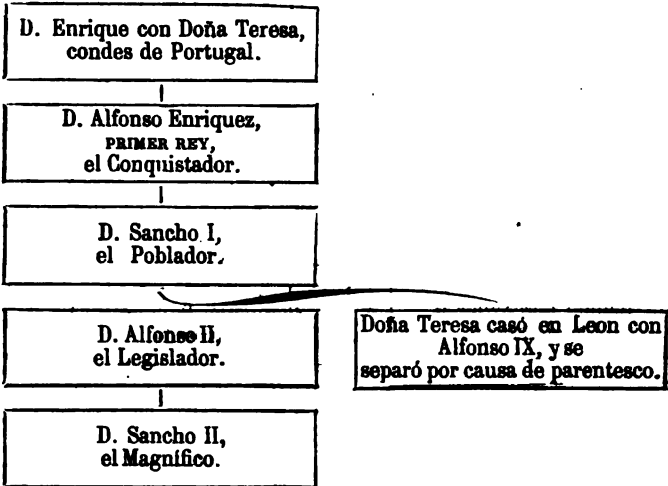 D. Enrique con Doña Teresa,
condes de Portugal.
D. Alfonso Enriquez,
PRIMER REY,
el Conquistador.
D. Sancho I,
el Poblador.
D. Alfonso II,
el Legislador.
Doña Teresa casó en Leon con
Alfonso IX, y se
separó por causa de parentesco.
D. Sancho II,
el Magnífico.